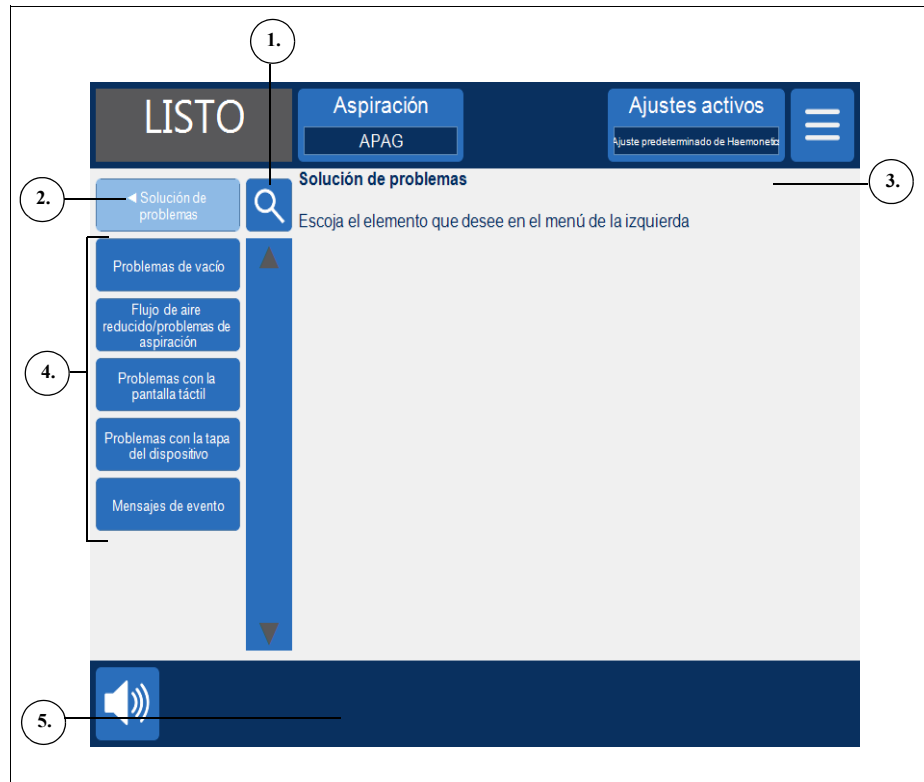 1.
LISTO
Aspiración
APAG
Ajustes activos
Ajuste predeterminado de Haemonetic
2.
◄ Solución de
problemas
Solución de problemas
3.
Escoja el elemento que desee en el menú de la izquierda
Problemas de vacío
Flujo de aire
reducido/problemas de
aspiración
4.
Problemas con la
pantalla táctil
Problemas con la tapa
del dispositivo
Mensajes de evento
5.